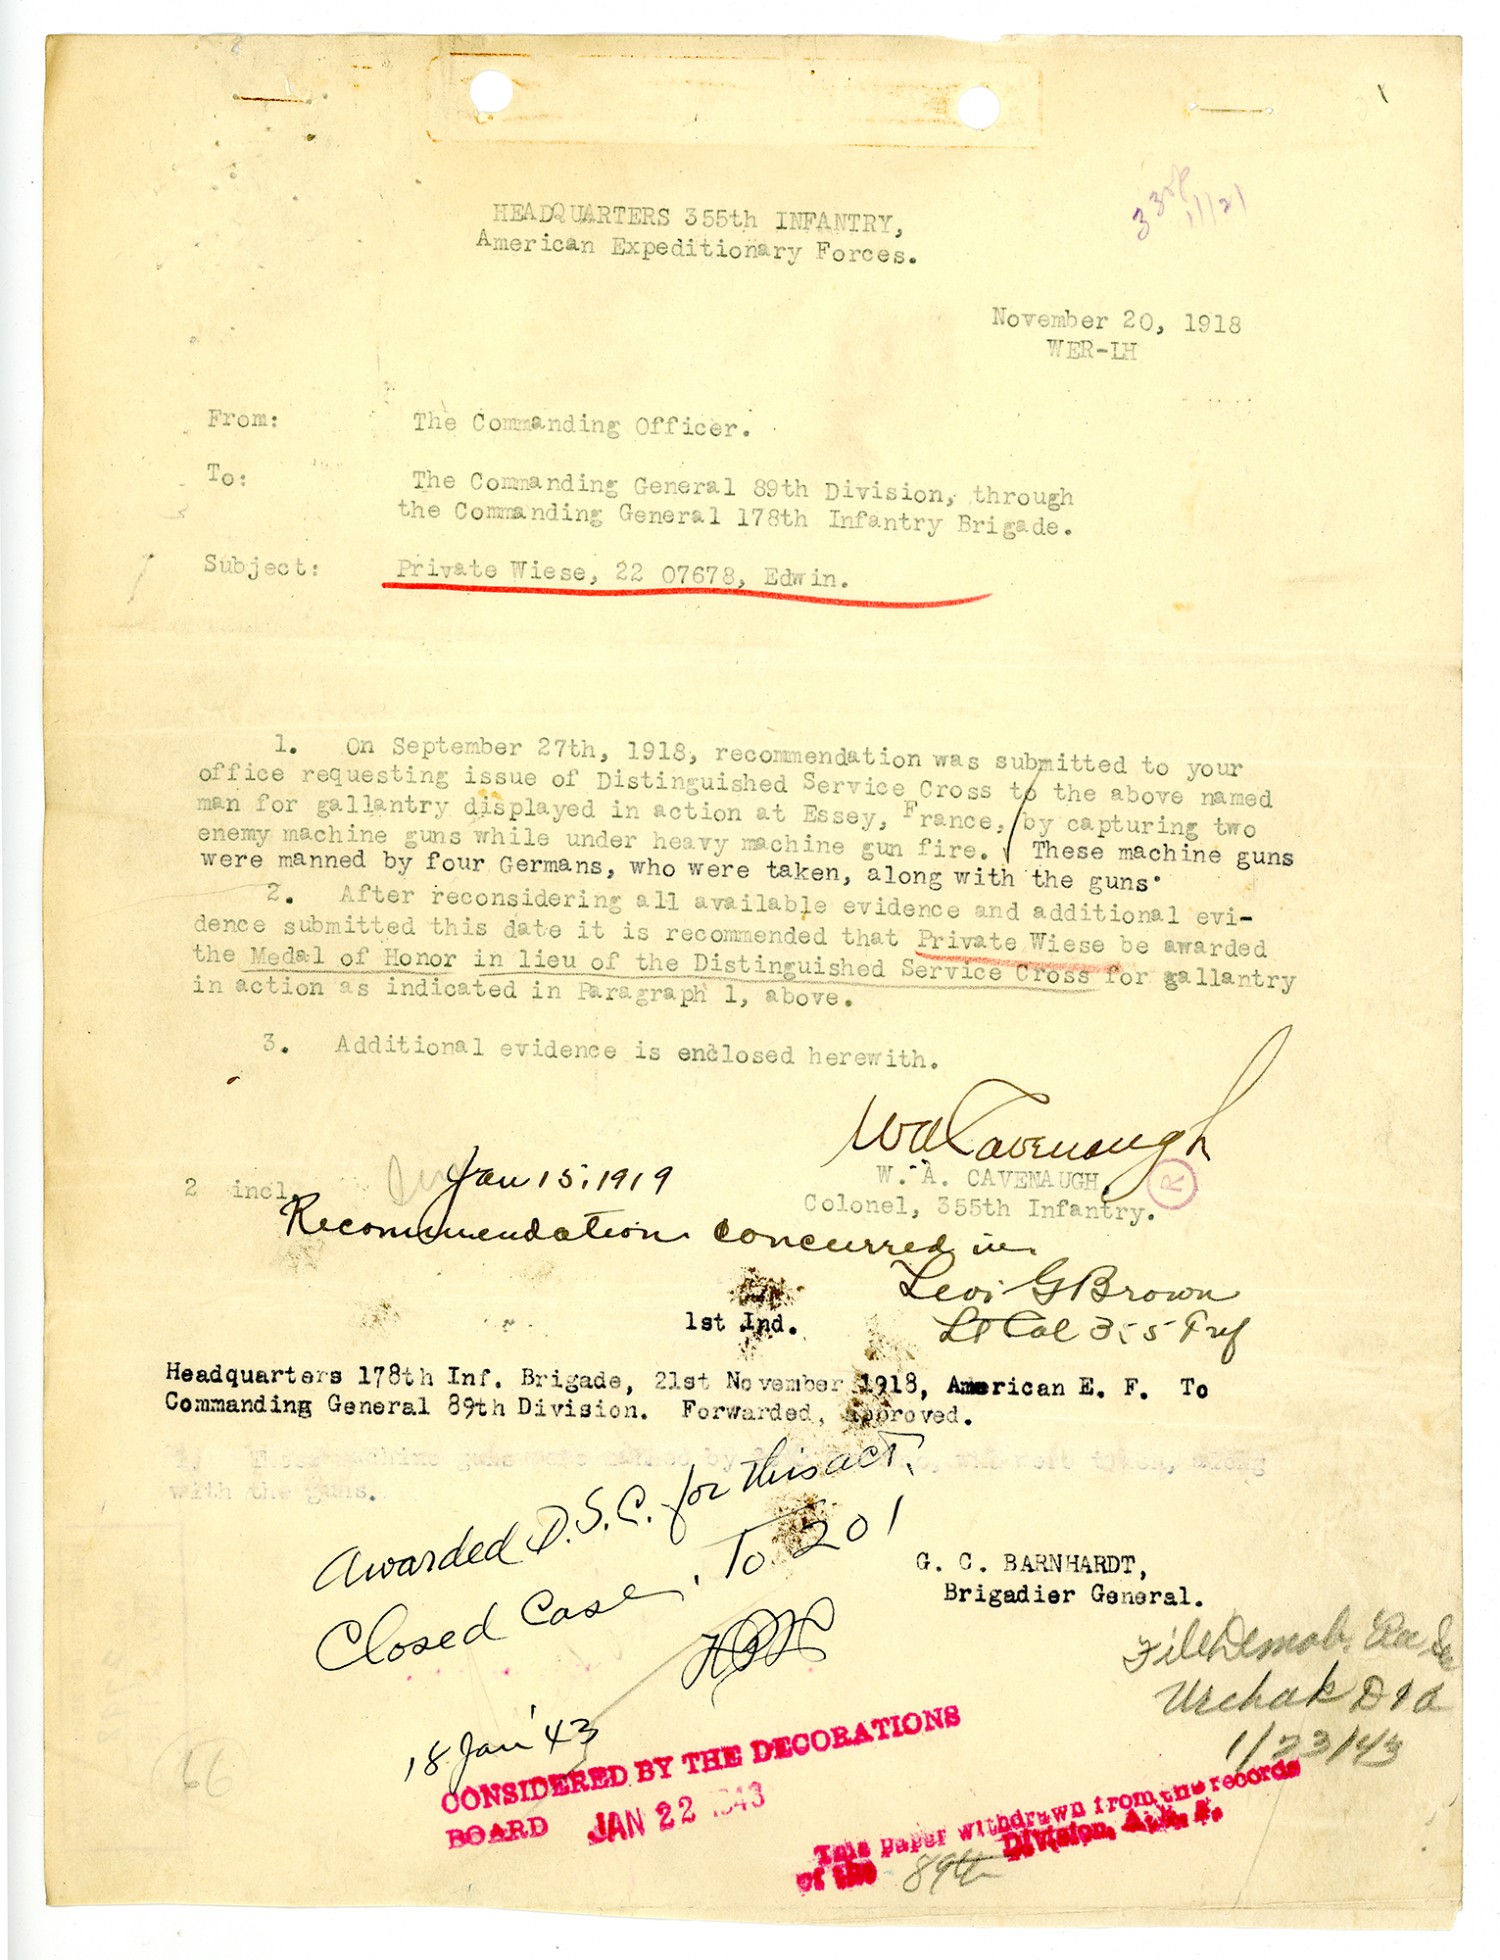 HEADQUARTERS 355th INFANTRY,
American Expeditionary Forces.
November 20, 1918
WER-LH
From: The Commanding Officer.
To: The Commanding General 89th Division, through
the Commanding General 178th Infantry Brigade.
Subject: Private Wiese, 22 07678, Edwin.
1. On September 27th, 1918, recommendation was submitted to your
office requesting issue of Distinguished Service Cross to the above named
man for gallantry displayed in action at Essey, France, by capturing two
enemy machine guns while under heavy machine gun fire. These machine guns
were manned by four Germans, who were taken, along with the guns.
2. After reconsidering all available evidence and additional evi-
dence submitted this date it is recommended that Private Wiese be awarded
the Medal of Honor in lieu of the Distinguished Service Cross for gallantry
in action as indicated in Paragraph 1, above.
3. Additional evidence is enclosed herewith.
WACavenaugh
W. A. CAVENAUGH,
R
Colonel, 355th Infantry.
2 incl.
Jan 15, 1919
Recommendation concurred in
Levi G Brown
Lt Col 355 Inf
1st Ind.
Headquarters 178th Inf. Brigade, 21st November 1918, American E. F. To
Commanding General 89th Division. Forwarded, approved.
with the guns.
Awarded D.S.C. for this act.
Closed Case. To 201
G. C. BARNHARDT,
Brigadier General.
File Demob.
1/23/43
18 Jan '43
CONSIDERED BY THE DECORATIONS
BOARD JAN 22 1943
This paper withdrawn from the records
of the 89th Division, A.E.F.
66